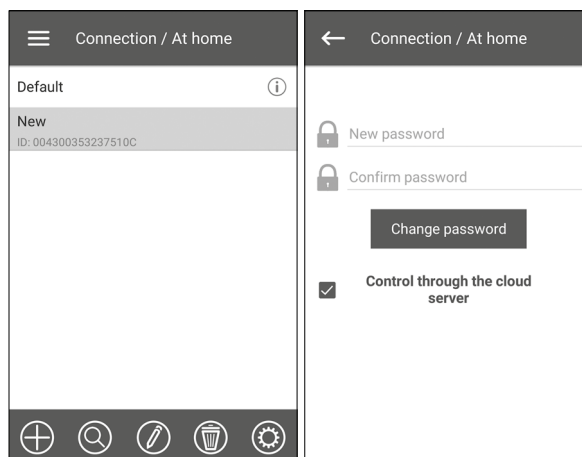 Connection / At home
Default
New
ID: 004300353237510C
Connection / At home
New password
Confirm password
Change password
Control through the cloud
server